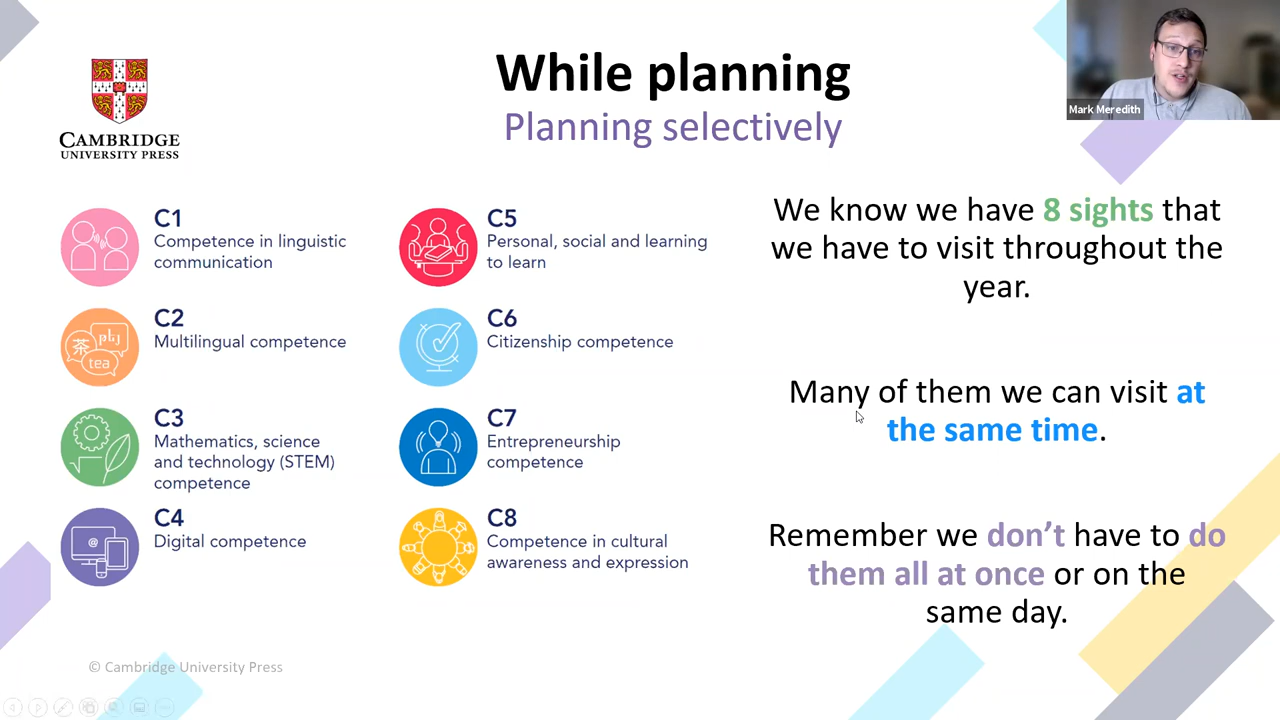 While planning
Planning selectively
Mark Meredith
CAMBRIDGE
UNIVERSITY PRESS
C1
Competence in linguistic
communication
C2
Multilingual competence
茶
tea
C3
Mathematics, science
and technology (STEM)
competence
C4
Digital competence
@
C5
Personal, social and learning
to learn
C6
Citizenship competence
C7
Entrepreneurship
competence
C8
Competence in cultural
awareness and expression
We know we have 8 sights that
we have to visit throughout the
year.
Many of them we can visit at
the same time.
Remember we don't have to do
them all at once or on the
same day.
© Cambridge University Press